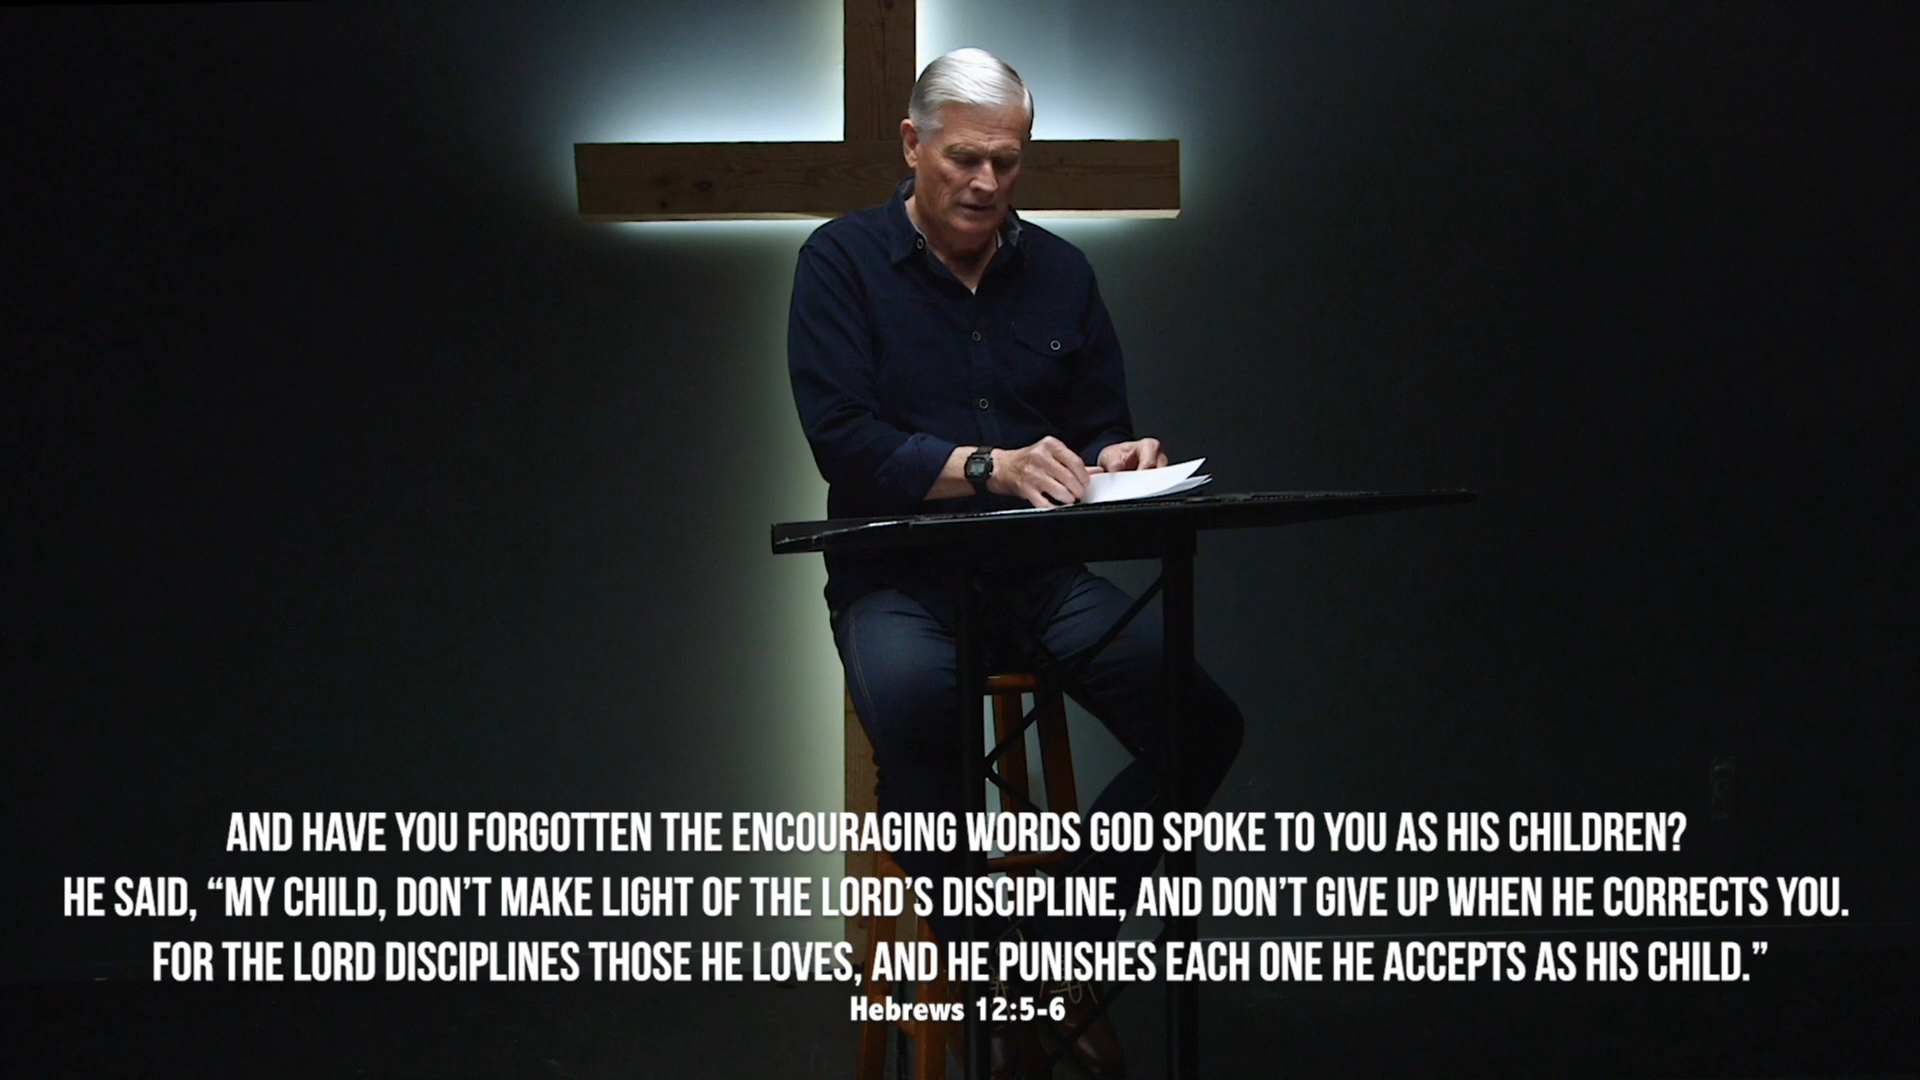 AND HAVE YOU FORGOTTEN THE ENCOURAGING WORDS GOD SPOKE TO YOU AS HIS CHILDREN?
HE SAID, “MY CHILD, DON’T MAKE LIGHT OF THE LORD’S DISCIPLINE, AND DON’T GIVE UP WHEN HE CORRECTS YOU.
FOR THE LORD DISCIPLINES THOSE HE LOVES, AND HE PUNISHES EACH ONE HE ACCEPTS AS HIS CHILD.”
Hebrews 12:5-6